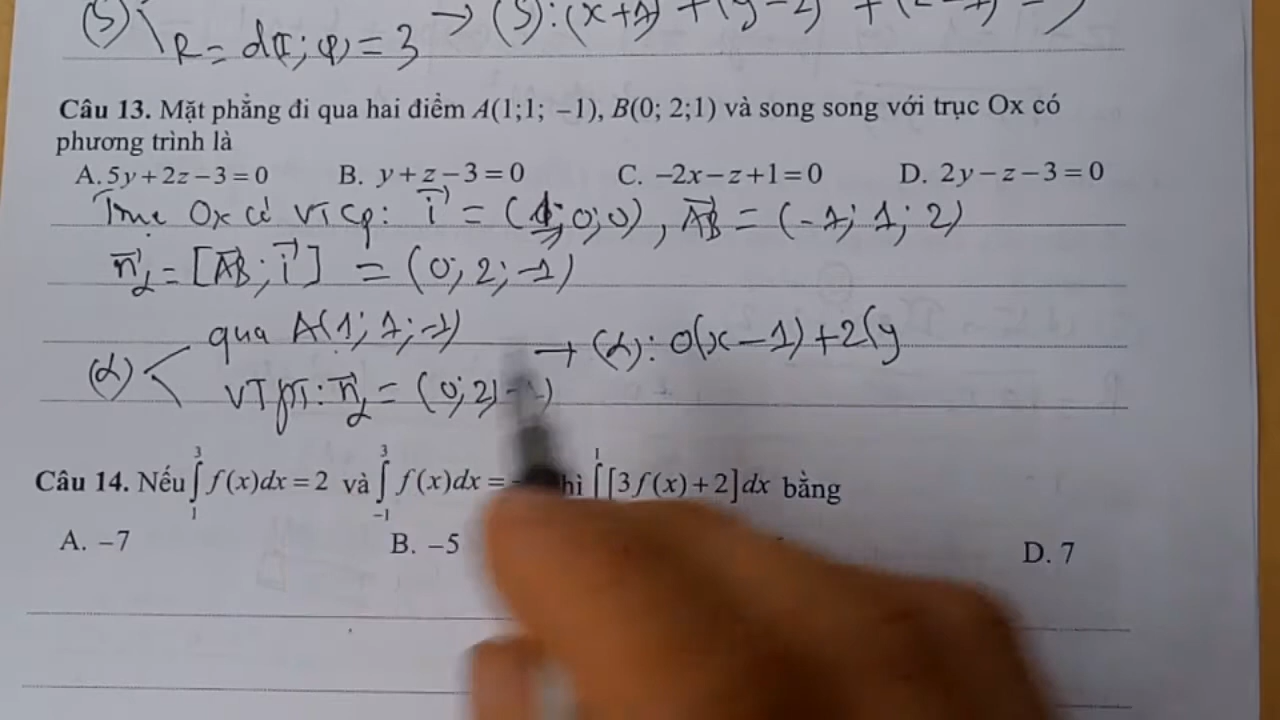 (S)
R = d(I; (P)) = 3 → (S): (x+1) + (y-2) +
Câu 13. Mặt phẳng đi qua hai điểm A(1;1; −1), B(0; 2;1) và song song với trục Ox có
phương trình là
A. 5y+2z−3=0 B. y+z−3=0 C. −2x−z+1=0 D. 2y−z−3=0
Trục Ox có VTCP: i⃗ = (1;0;0), AB⃗ = (-1; 1; 2)
n⃗α = [AB⃗; i⃗] = (0; 2; -1)
qua A(1; 1; -1)
(α) → (α): 0(x-1)+2(y
VTPT: n⃗α = (0; 2;
Câu 14. Nếu ∫₁³ f(x)dx = 2 và ∫₋₁³ f(x)dx = ∫¹ [3f(x)+2]dx bằng
A. −7 B. −5 D. 7